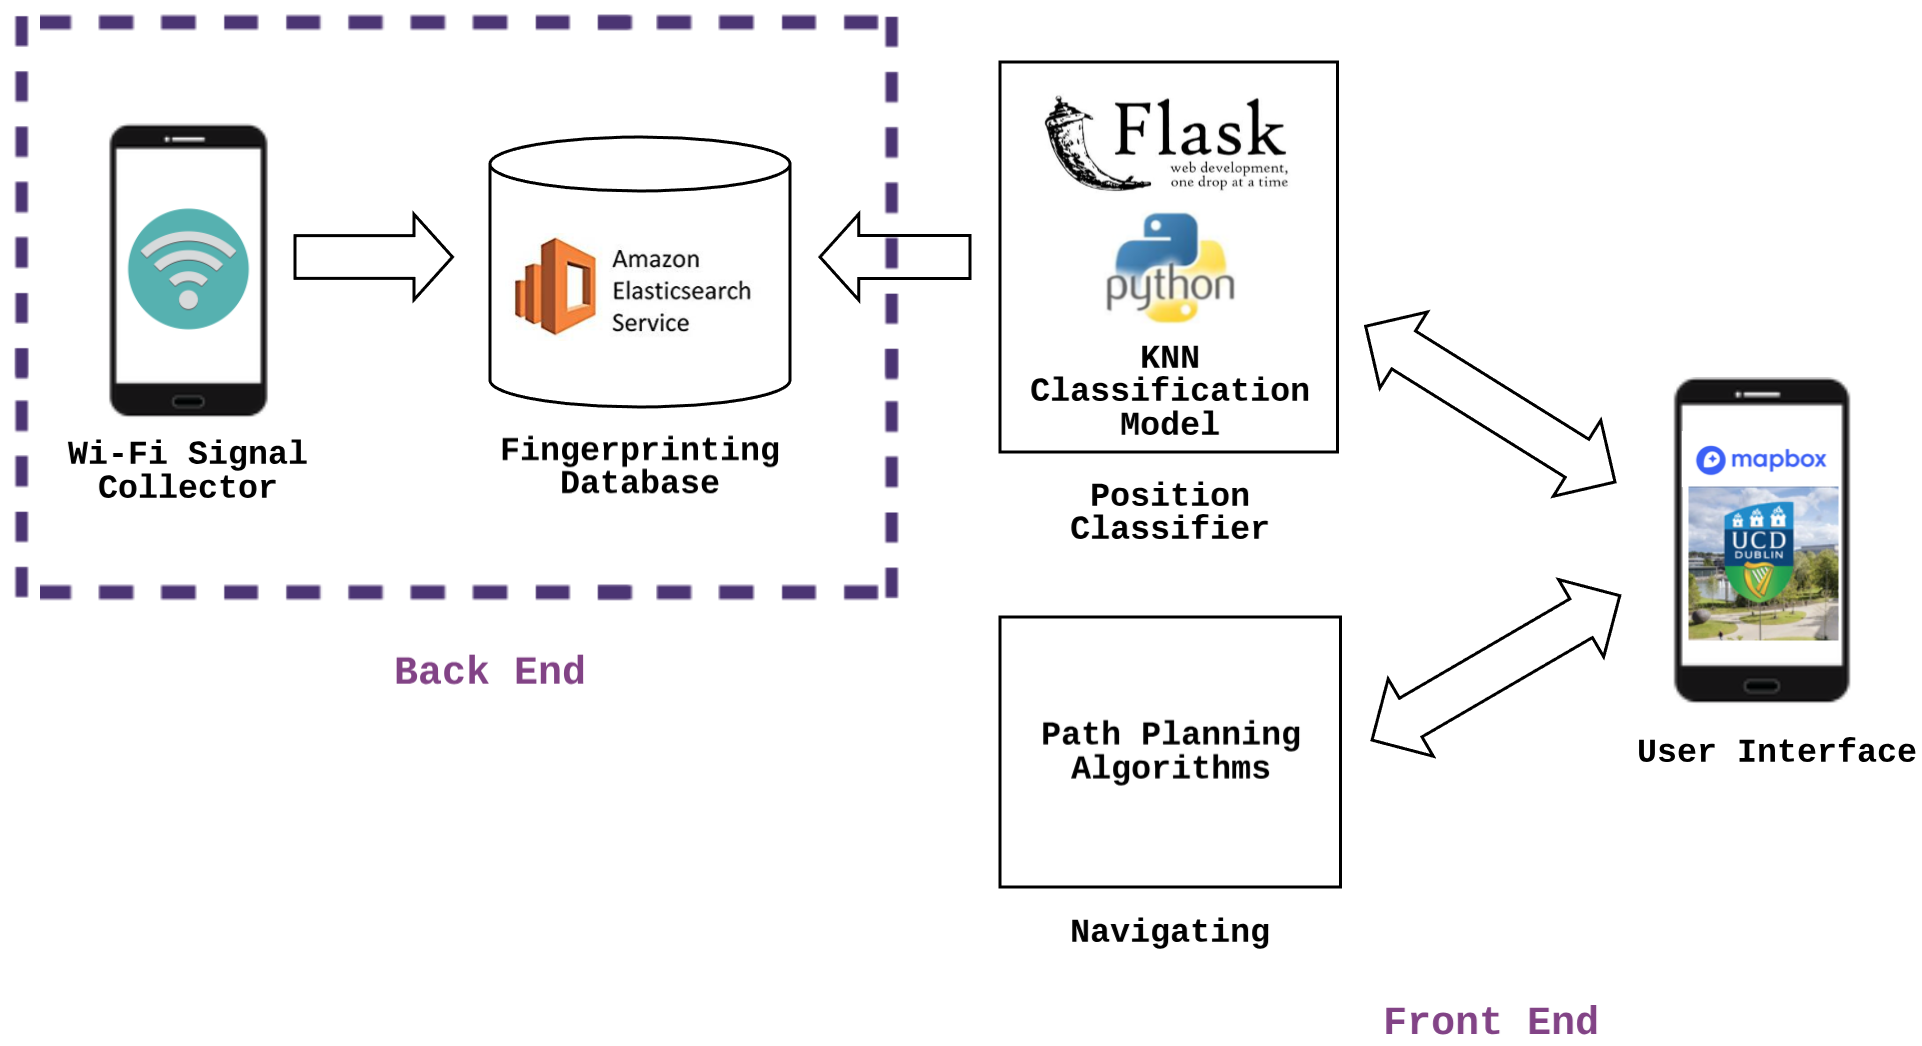 Wi-Fi Signal
Collector
Amazon
Elasticsearch
Service
Fingerprinting
Database
Back End
Flask
web development,
one drop at a time
python
KNN
Classification
Model
Position
Classifier
Path Planning
Algorithms
Navigating
mapbox
UCD
DUBLIN
User Interface
Front End